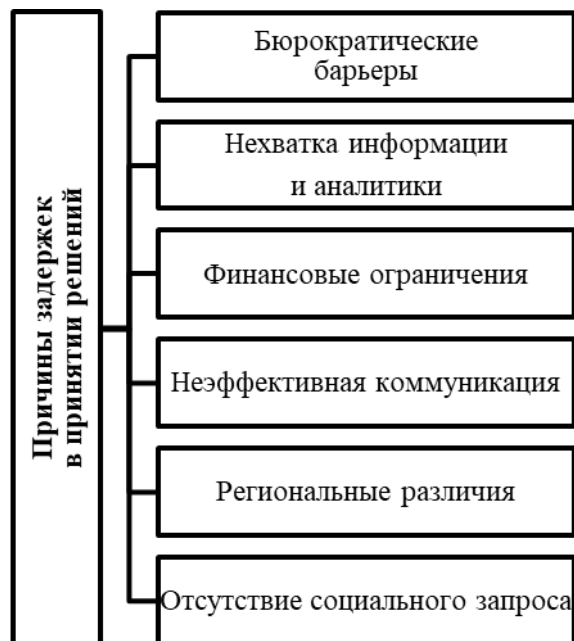 Причины задержек
в принятии решений
Бюрократические
барьеры
Нехватка информации
и аналитики
Финансовые ограничения
Неэффективная коммуникация
Региональные различия
Отсутствие социального запроса